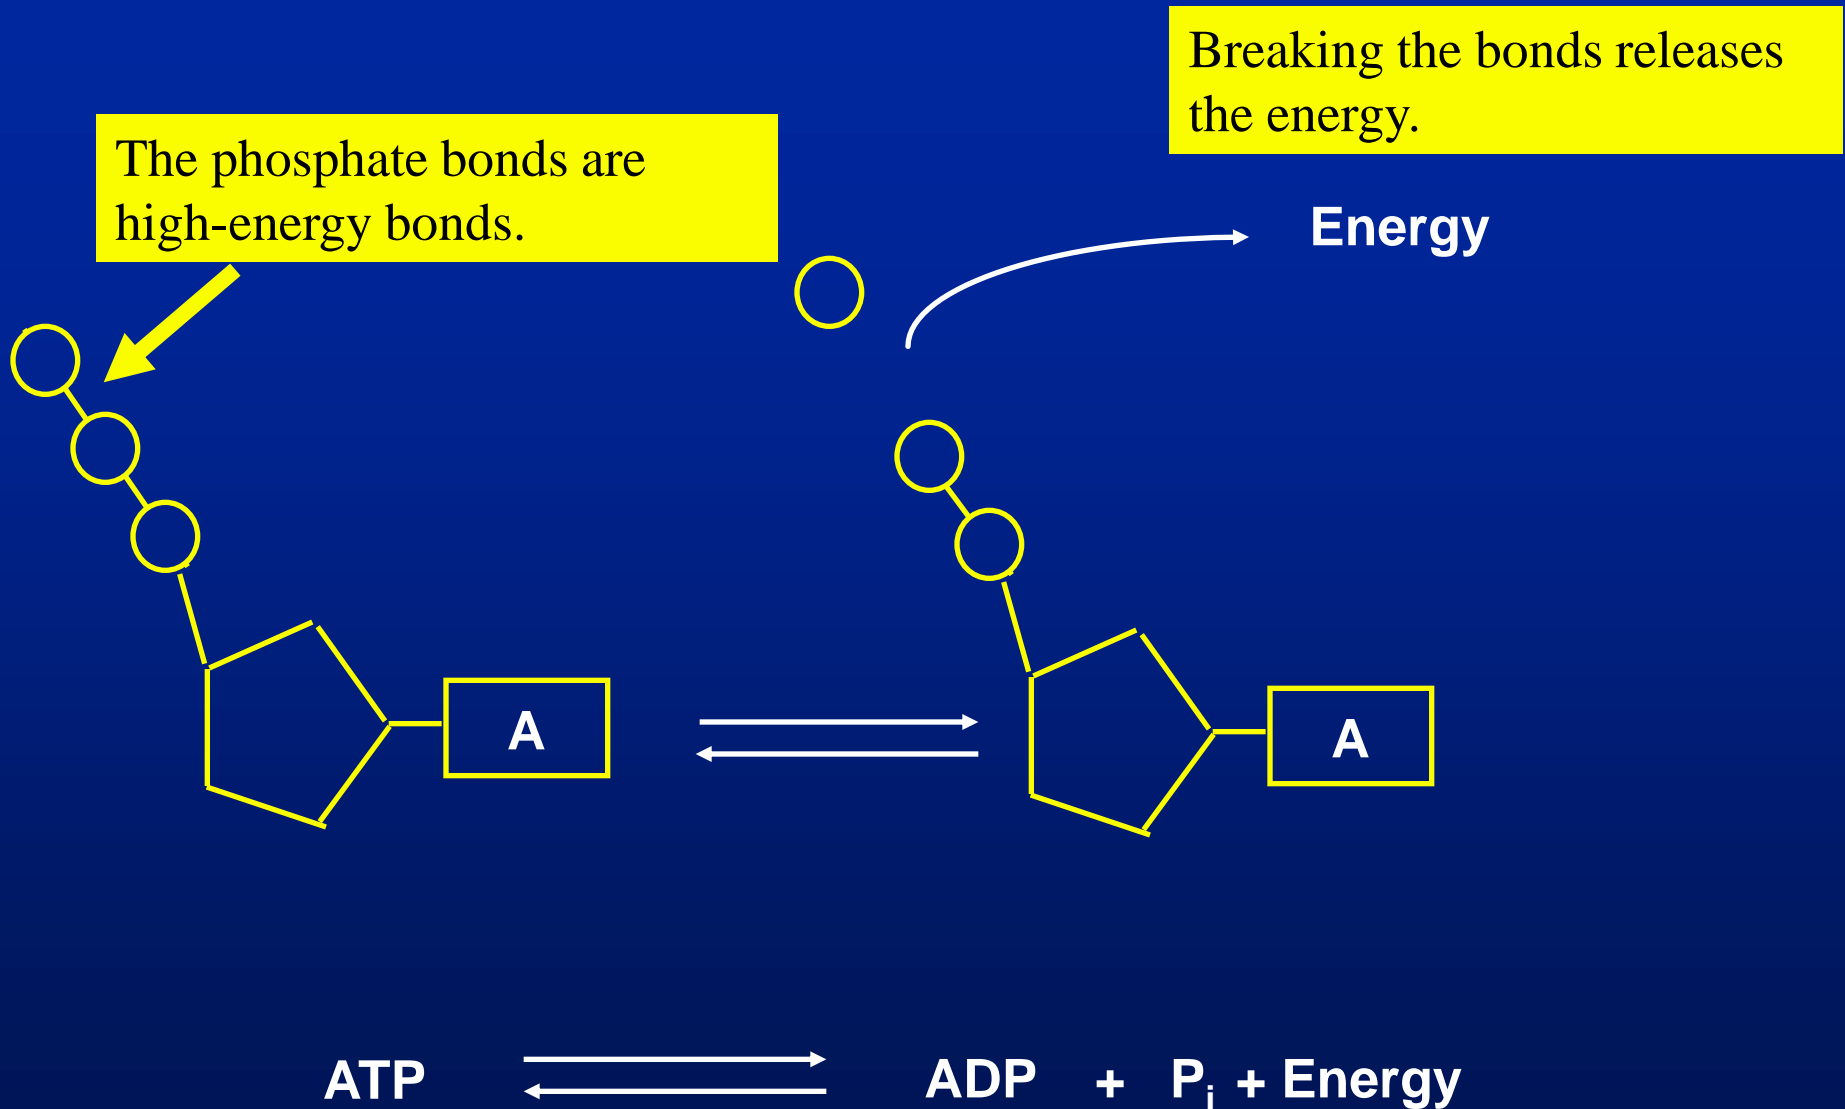 Breaking the bonds releases
the energy.
The phosphate bonds are
high-energy bonds.
Energy
A
A
ATP ADP + Pi + Energy